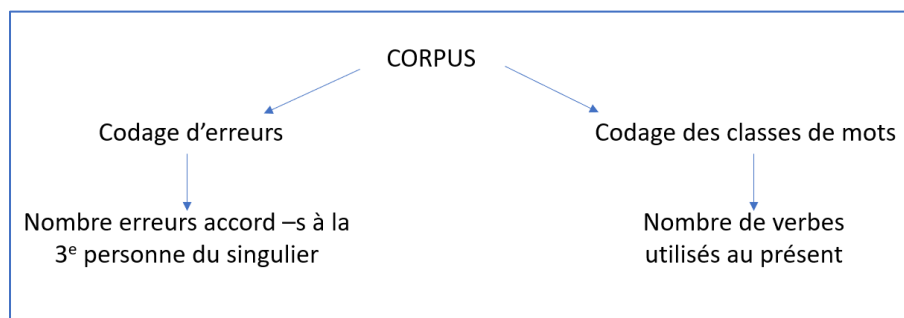 CORPUS
Codage d’erreurs
Codage des classes de mots
Nombre erreurs accord –s à la
3e personne du singulier
Nombre de verbes
utilisés au présent